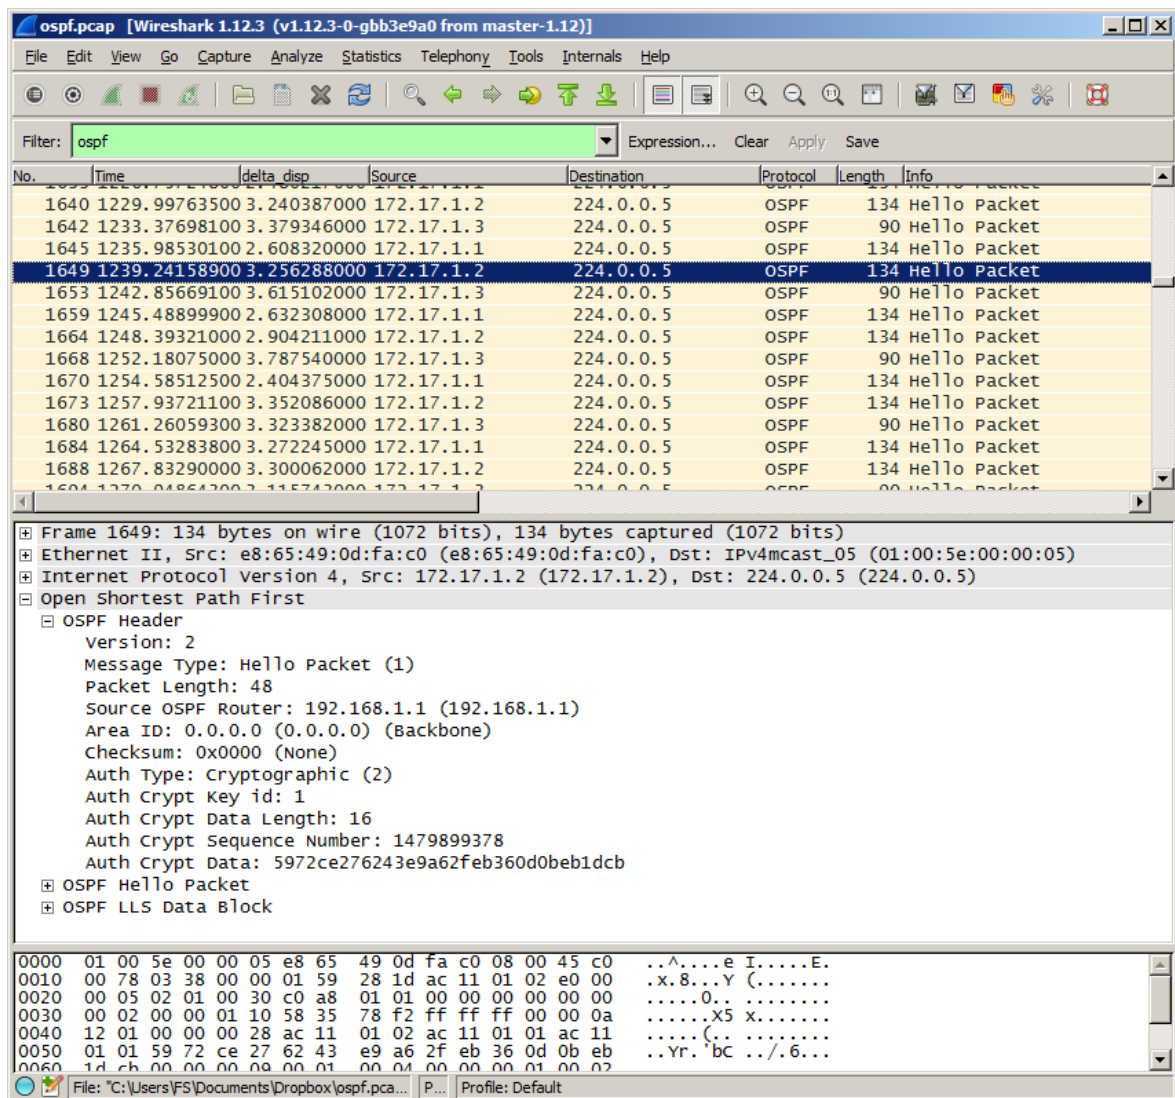 ospf.pcap [Wireshark 1.12.3 (v1.12.3-0-gbb3e9a0 from master-1.12)]
File Edit View Go Capture Analyze Statistics Telephony Tools Internals Help
Filter: ospf Expression... Clear Apply Save
No. Time delta_disp Source Destination Protocol Length Info
1640 1229.99763500 3.240387000 172.17.1.2 224.0.0.5 OSPF 134 Hello Packet
1642 1233.37698100 3.379346000 172.17.1.3 224.0.0.5 OSPF 90 Hello Packet
1645 1235.98530100 2.608320000 172.17.1.1 224.0.0.5 OSPF 134 Hello Packet
1649 1239.24158900 3.256288000 172.17.1.2 224.0.0.5 OSPF 134 Hello Packet
1653 1242.85669100 3.615102000 172.17.1.3 224.0.0.5 OSPF 90 Hello Packet
1659 1245.48899900 2.632308000 172.17.1.1 224.0.0.5 OSPF 134 Hello Packet
1664 1248.39321000 2.904211000 172.17.1.2 224.0.0.5 OSPF 134 Hello Packet
1668 1252.18075000 3.787540000 172.17.1.3 224.0.0.5 OSPF 90 Hello Packet
1670 1254.58512500 2.404375000 172.17.1.1 224.0.0.5 OSPF 134 Hello Packet
1673 1257.93721100 3.352086000 172.17.1.2 224.0.0.5 OSPF 134 Hello Packet
1680 1261.26059300 3.323382000 172.17.1.3 224.0.0.5 OSPF 90 Hello Packet
1684 1264.53283800 3.272245000 172.17.1.1 224.0.0.5 OSPF 134 Hello Packet
1688 1267.83290000 3.300062000 172.17.1.2 224.0.0.5 OSPF 134 Hello Packet
Frame 1649: 134 bytes on wire (1072 bits), 134 bytes captured (1072 bits)
Ethernet II, Src: e8:65:49:0d:fa:c0 (e8:65:49:0d:fa:c0), Dst: IPv4mcast_05 (01:00:5e:00:00:05)
Internet Protocol Version 4, Src: 172.17.1.2 (172.17.1.2), Dst: 224.0.0.5 (224.0.0.5)
Open Shortest Path First
OSPF Header
Version: 2
Message Type: Hello Packet (1)
Packet Length: 48
Source OSPF Router: 192.168.1.1 (192.168.1.1)
Area ID: 0.0.0.0 (0.0.0.0) (Backbone)
Checksum: 0x0000 (None)
Auth Type: Cryptographic (2)
Auth Crypt Key id: 1
Auth Crypt Data Length: 16
Auth Crypt Sequence Number: 1479899378
Auth Crypt Data: 5972ce276243e9a62feb360d0beb1dcb
OSPF Hello Packet
OSPF LLS Data Block
0000 01 00 5e 00 00 05 e8 65 49 0d fa c0 08 00 45 c0 ..^....e I.....E.
0010 00 78 03 38 00 00 01 59 28 1d ac 11 01 02 e0 00 .x.8...Y (.......
0020 00 05 02 01 00 30 c0 a8 01 01 00 00 00 00 00 00 .....0.. ........
0030 00 02 00 00 01 10 58 35 78 f2 ff ff ff 00 00 0a ......X5 x.......
0040 12 01 00 00 00 28 ac 11 01 02 ac 11 01 01 ac 11 .....(.. ........
0050 01 01 59 72 ce 27 62 43 e9 a6 2f eb 36 0d 0b eb ..Yr.'bC ../.6...
File: "C:\Users\FS\Documents\Dropbox\ospf.pca... P... Profile: Default